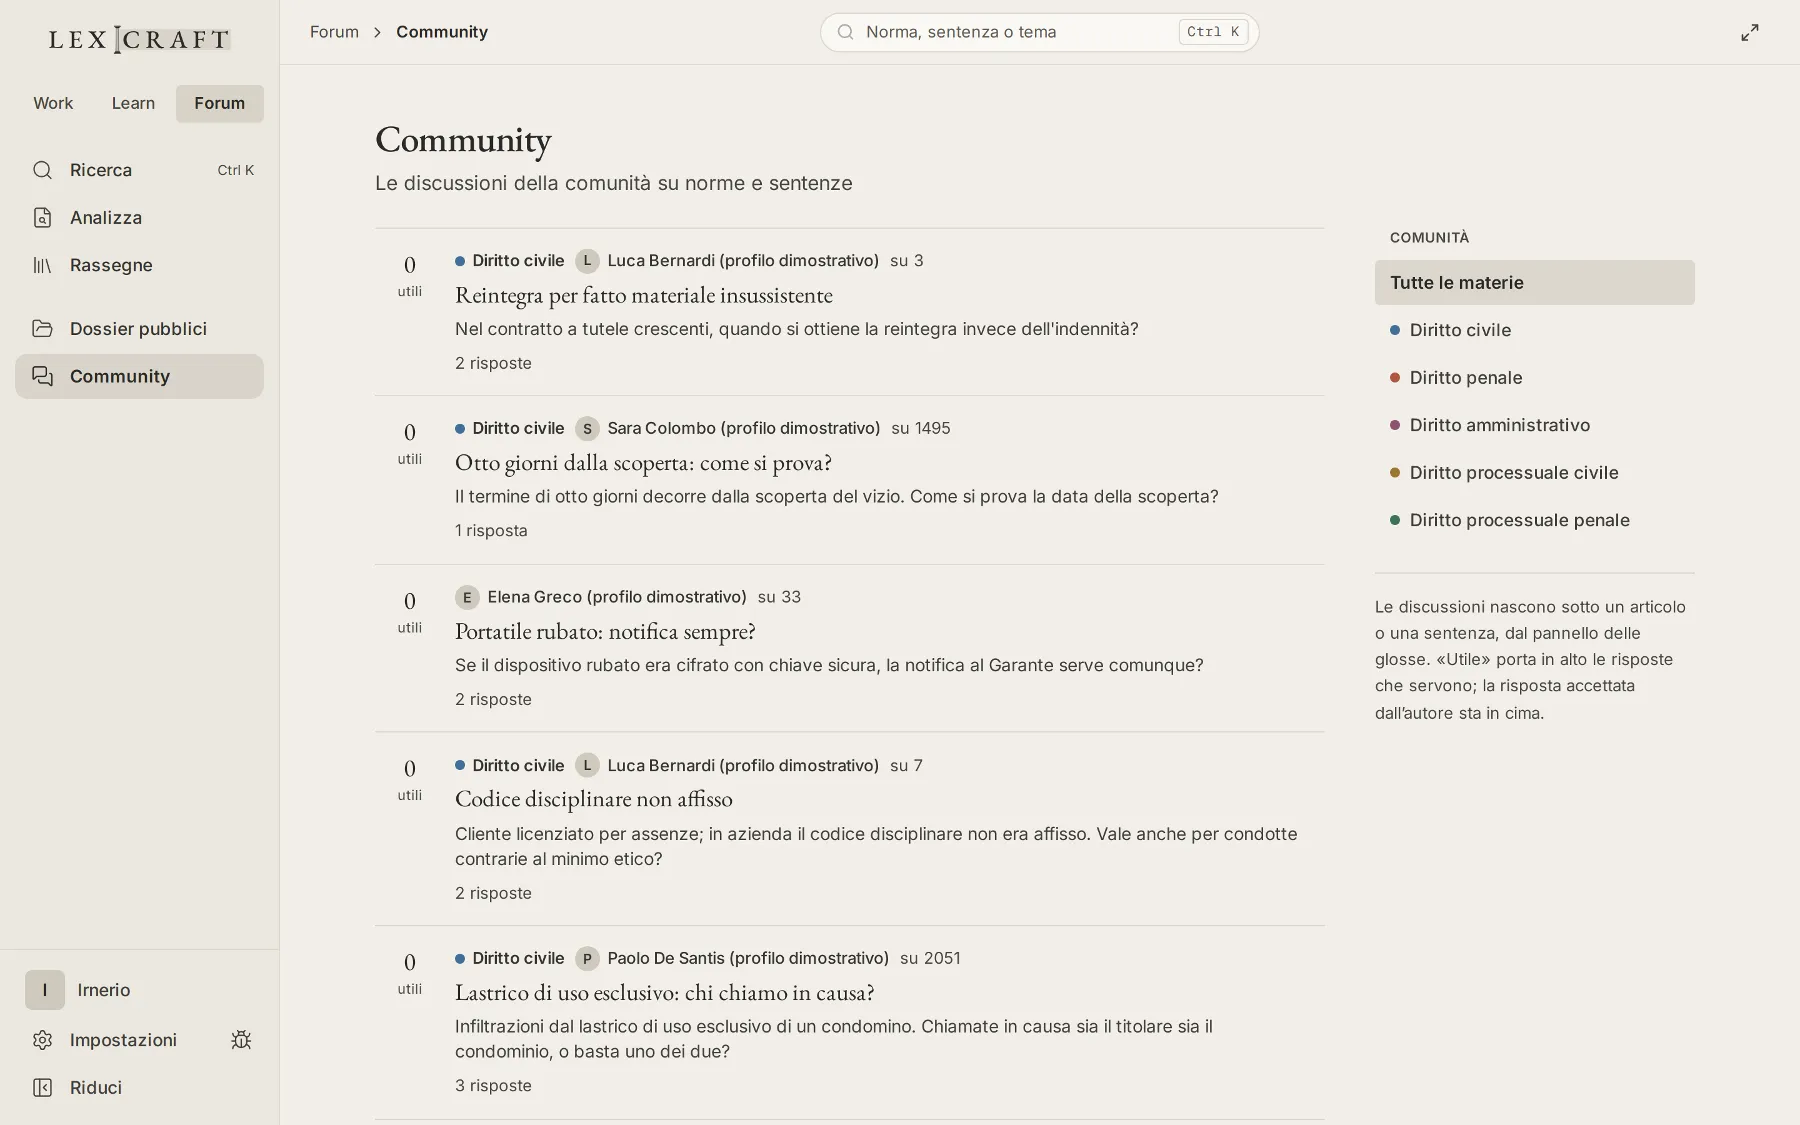 LEX CRAFT
Work Learn Forum
Ricerca Ctrl K
Analizza
Rassegne
Dossier pubblici
Community
I Irnerio
Impostazioni
Riduci
Forum > Community
Norma, sentenza o tema Ctrl K
Community
Le discussioni della comunità su norme e sentenze
0 utili
Diritto civile L Luca Bernardi (profilo dimostrativo) su 3
Reintegra per fatto materiale insussistente
Nel contratto a tutele crescenti, quando si ottiene la reintegra invece dell'indennità?
2 risposte
0 utili
Diritto civile S Sara Colombo (profilo dimostrativo) su 1495
Otto giorni dalla scoperta: come si prova?
Il termine di otto giorni decorre dalla scoperta del vizio. Come si prova la data della scoperta?
1 risposta
0 utili
E Elena Greco (profilo dimostrativo) su 33
Portatile rubato: notifica sempre?
Se il dispositivo rubato era cifrato con chiave sicura, la notifica al Garante serve comunque?
2 risposte
0 utili
Diritto civile L Luca Bernardi (profilo dimostrativo) su 7
Codice disciplinare non affisso
Cliente licenziato per assenze; in azienda il codice disciplinare non era affisso. Vale anche per condotte
contrarie al minimo etico?
2 risposte
0 utili
Diritto civile P Paolo De Santis (profilo dimostrativo) su 2051
Lastrico di uso esclusivo: chi chiamo in causa?
Infiltrazioni dal lastrico di uso esclusivo di un condomino. Chiamate in causa sia il titolare sia il
condominio, o basta uno dei due?
3 risposte
COMUNITÀ
Tutte le materie
Diritto civile
Diritto penale
Diritto amministrativo
Diritto processuale civile
Diritto processuale penale
Le discussioni nascono sotto un articolo
o una sentenza, dal pannello delle
glosse. «Utile» porta in alto le risposte
che servono; la risposta accettata
dall’autore sta in cima.